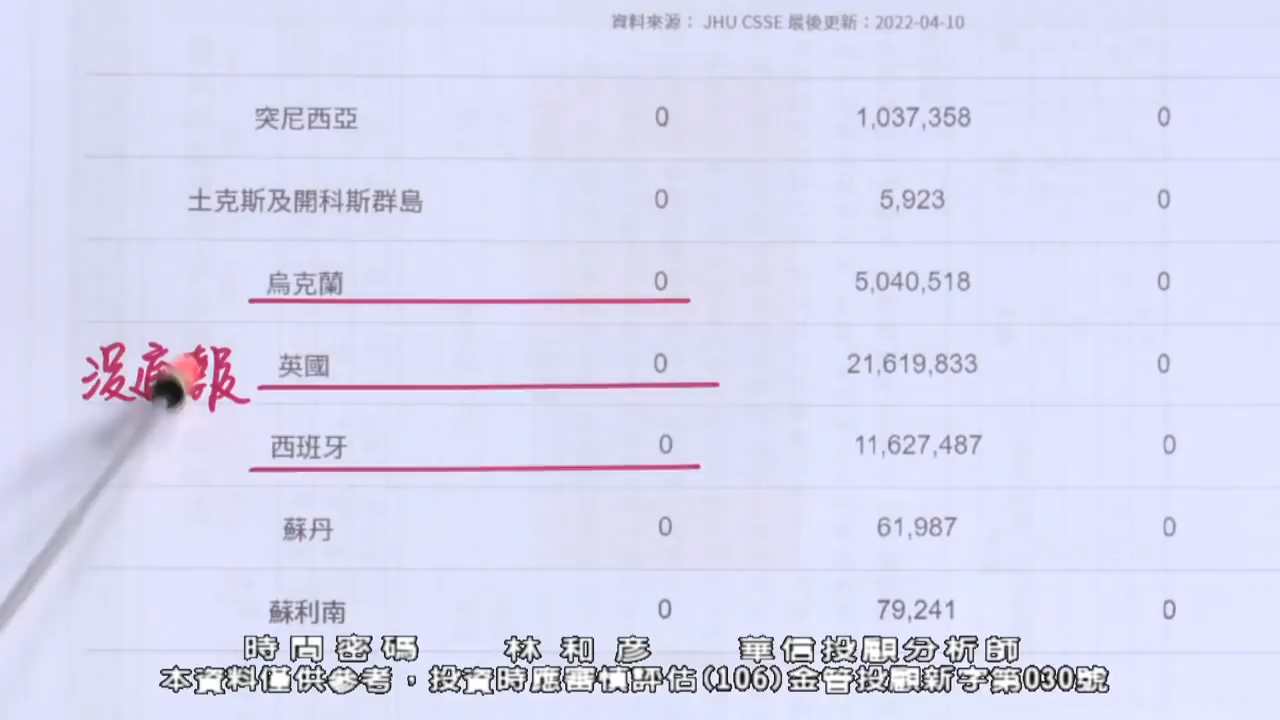 資料來源： JHU CSSE 最後更新：2022-04-10
突尼西亞 0 1,037,358 0
土克斯及開科斯群島 0 5,923 0
烏克蘭 0 5,040,518 0
沒 報 英國 0 21,619,833 0
西班牙 0 11,627,487 0
蘇丹 0 61,987 0
蘇利南 0 79,241 0
時間密碼 林和彥 華信投顧分析師
本資料僅供參考，投資時應審慎評估(106)金管投顧新字第030號